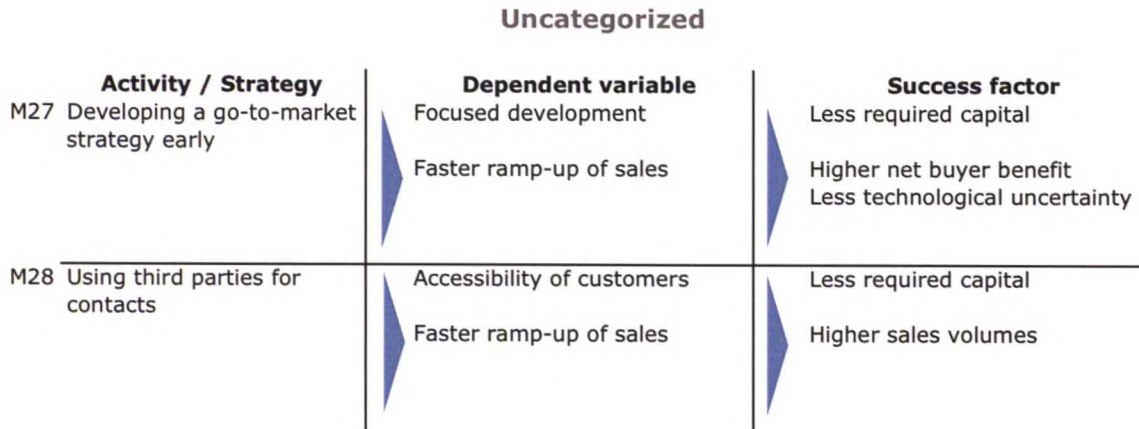 Uncategorized
Activity / Strategy
Dependent variable
Success factor
M27 Developing a go-to-market
strategy early
Focused development
Faster ramp-up of sales
Less required capital
Higher net buyer benefit
Less technological uncertainty
M28 Using third parties for
contacts
Accessibility of customers
Faster ramp-up of sales
Less required capital
Higher sales volumes